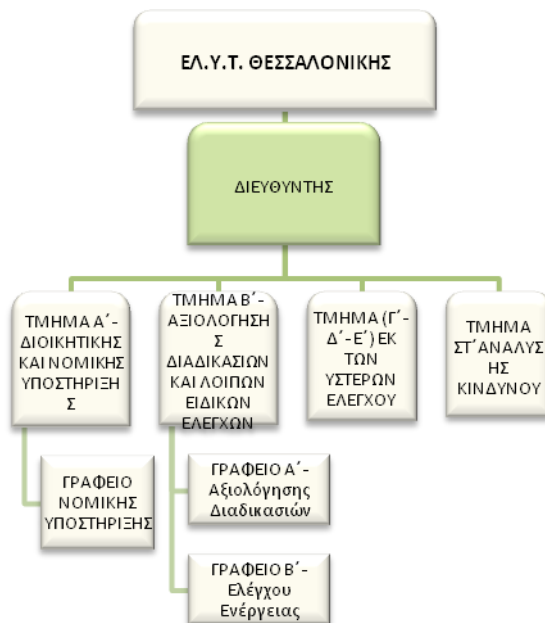 ΕΛ.Υ.Τ. ΘΕΣΣΑΛΟΝΙΚΗΣ
ΔΙΕΥΘΥΝΤΗΣ
ΤΜΗΜΑ Α΄-
ΔΙΟΙΚΗΤΙΚΗΣ
ΚΑΙ ΝΟΜΙΚΗΣ
ΥΠΟΣΤΗΡΙΞΗ
Σ
ΤΜΗΜΑ Β΄-
ΑΞΙΟΛΟΓΗΣΗ
Σ
ΔΙΑΔΙΚΑΣΙΩΝ
ΚΑΙ ΛΟΙΠΩΝ
ΕΙΔΙΚΩΝ
ΕΛΕΓΧΩΝ
ΤΜΗΜΑ (Γ΄-
Δ΄-Ε΄) ΕΚ
ΤΩΝ
ΥΣΤΕΡΩΝ
ΕΛΕΓΧΟΥ
ΤΜΗΜΑ
ΣΤ΄ΑΝΑΛΥΣ
ΗΣ
ΚΙΝΔΥΝΟΥ
ΓΡΑΦΕΙΟ
ΝΟΜΙΚΗΣ
ΥΠΟΣΤΗΡΙΞΗΣ
ΓΡΑΦΕΙΟ Α΄-
Αξιολόγησης
Διαδικασιών
ΓΡΑΦΕΙΟ Β΄-
Ελέγχου
Ενέργειας